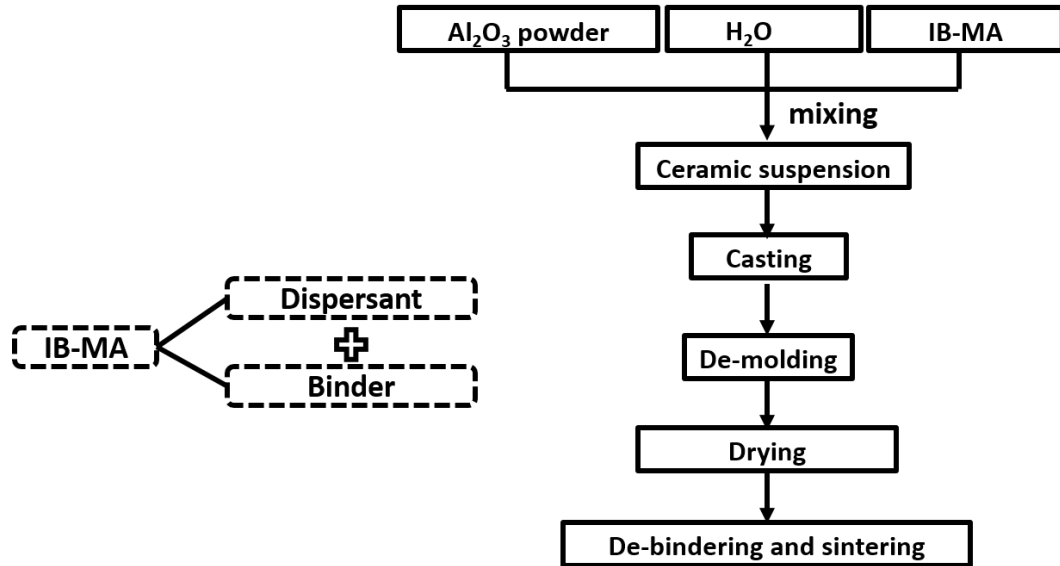 Al₂O₃ powder
H₂O
IB-MA
mixing
Ceramic suspension
Casting
De-molding
Drying
De-bindering and sintering
IB-MA
Dispersant
Binder